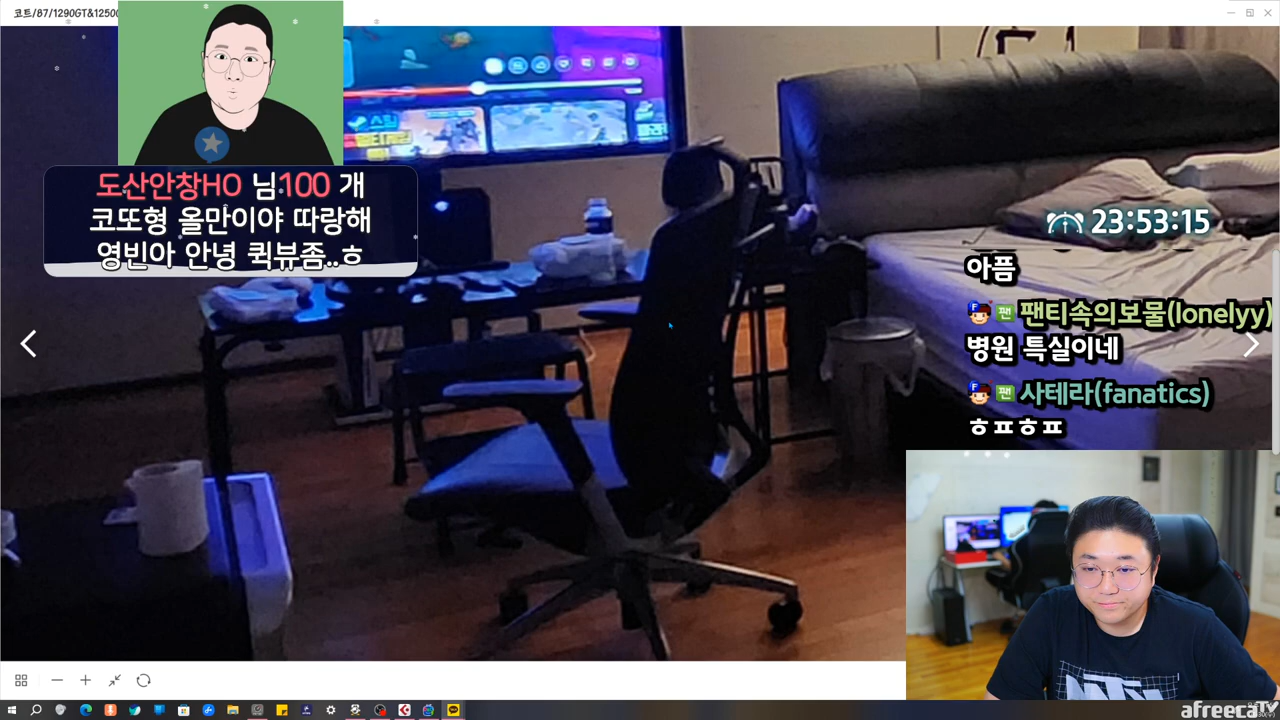 코트/87/1290GT&12500
도산안창HO 님100 개
코또형 올만이야 따랑해
영빈아 안녕 퀵뷰좀..ㅎ
23:53:15
아픔
팬 팬티속의보물(lonelyy)
병원 특실이네
팬 사테라(fanatics)
ㅎㅍㅎㅍ
afreecaTV